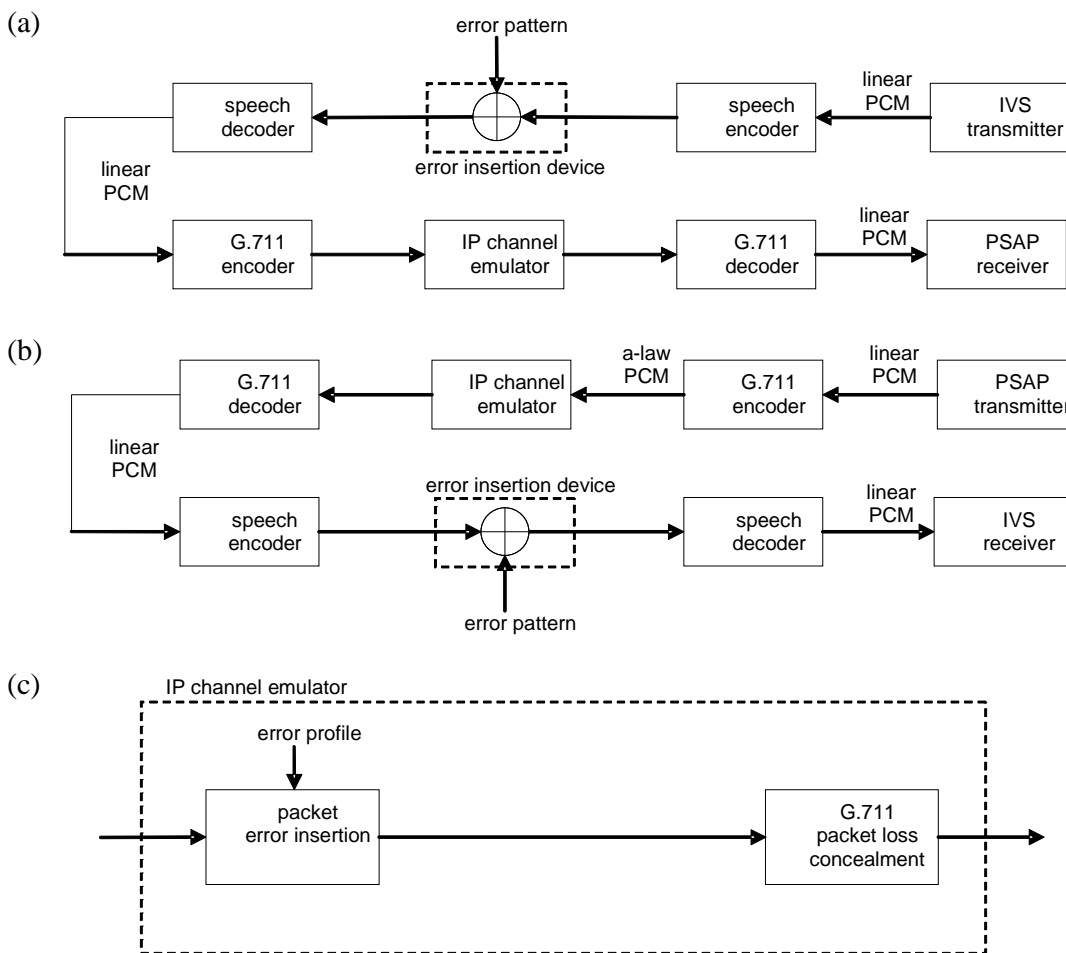 (a)
error pattern
speech
decoder
error insertion device
speech
encoder
linear
PCM
IVS
transmitter
linear
PCM
G.711
encoder
IP channel
emulator
G.711
decoder
linear
PCM
PSAP
receiver
(b)
G.711
decoder
IP channel
emulator
a-law
PCM
G.711
encoder
linear
PCM
PSAP
transmitter
linear
PCM
speech
encoder
error insertion device
error pattern
speech
decoder
linear
PCM
IVS
receiver
(c)
IP channel emulator
error profile
packet
error insertion
G.711
packet loss
concealment